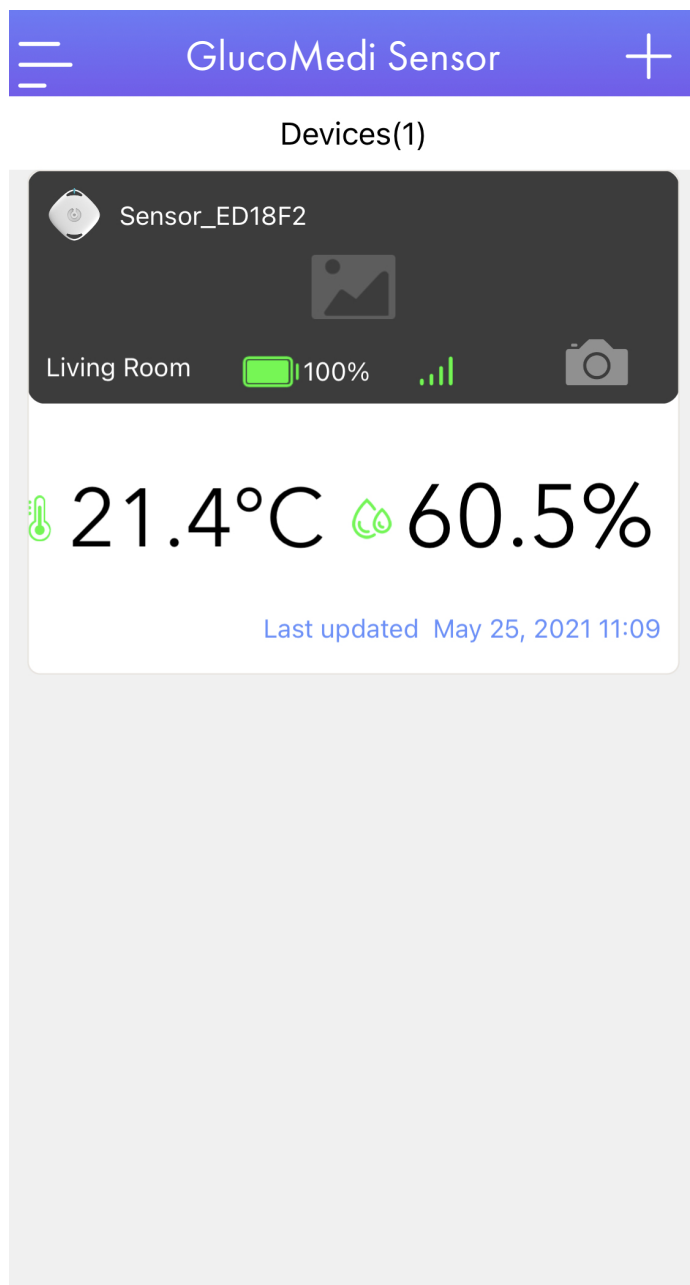 GlucoMedi Sensor
Devices(1)
Sensor_ED18F2
Living Room 100%
21.4°C 60.5%
Last updated May 25, 2021 11:09